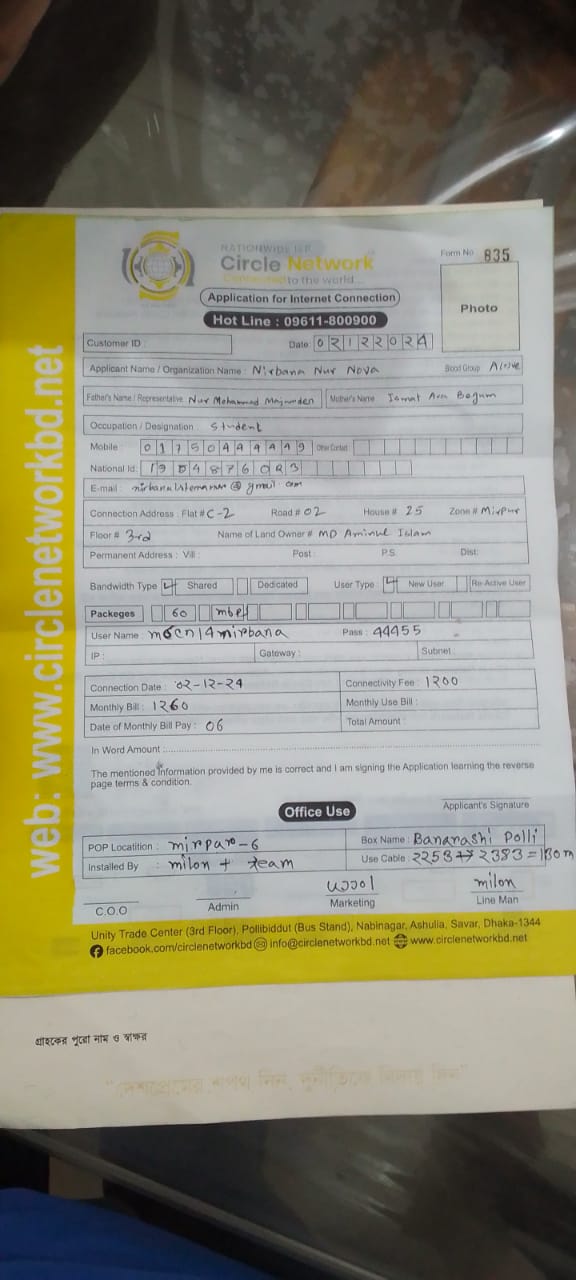 NATIONWIDE ISP
Circle Network
Connected to the world...
Form No 835
Application for Internet Connection
Photo
Hot Line : 09611-800900
Customer ID :
Date: 02122024
Applicant Name / Organization Name : Nirbana Nur Nova Blood Group
Father's Name / Representative Nur Mohammad Majumder Mother's Name Ismat Ara Begum
Occupation / Designation : Student
Mobile : 01750444449 Other Contact :
National Id :
E-mail : @ gmail.com
Connection Address : Flat # C-2 Road # 02 House # 25 Zone # Mirpur
Floor # 3rd Name of Land Owner # MD Aminul Islam
Permanent Address : Vill : Post : P.S. Dist:
Bandwidth Type Shared Dedicated User Type : New User Re-Active User
Packeges 60
User Name : Pass : 44455
IP : Gateway : Subnet :
Connection Date : 02-12-24 Connectivity Fee : 1200
Monthly Bill : 1260 Monthly Use Bill :
Date of Monthly Bill Pay : 06 Total Amount :
In Word Amount :
The mentioned information provided by me is correct and I am signing the Application learning the reverse
page terms & condition.
Applicant's Signature
Office Use
POP Locatition : mirpur-6 Box Name : Bananashi Polli
Installed By : milon + team Use Cable : 2253 2383 = 130 m
C.O.O Admin ujjol Marketing milon Line Man
Unity Trade Center (3rd Floor), Pollibiddut (Bus Stand), Nabinagar, Ashulia, Savar, Dhaka-1344
facebook.com/circlenetworkbd info@circlenetworkbd.net www.circlenetworkbd.net
web: www.circlenetworkbd.net
গ্রাহকের পুরো নাম ও স্বাক্ষর